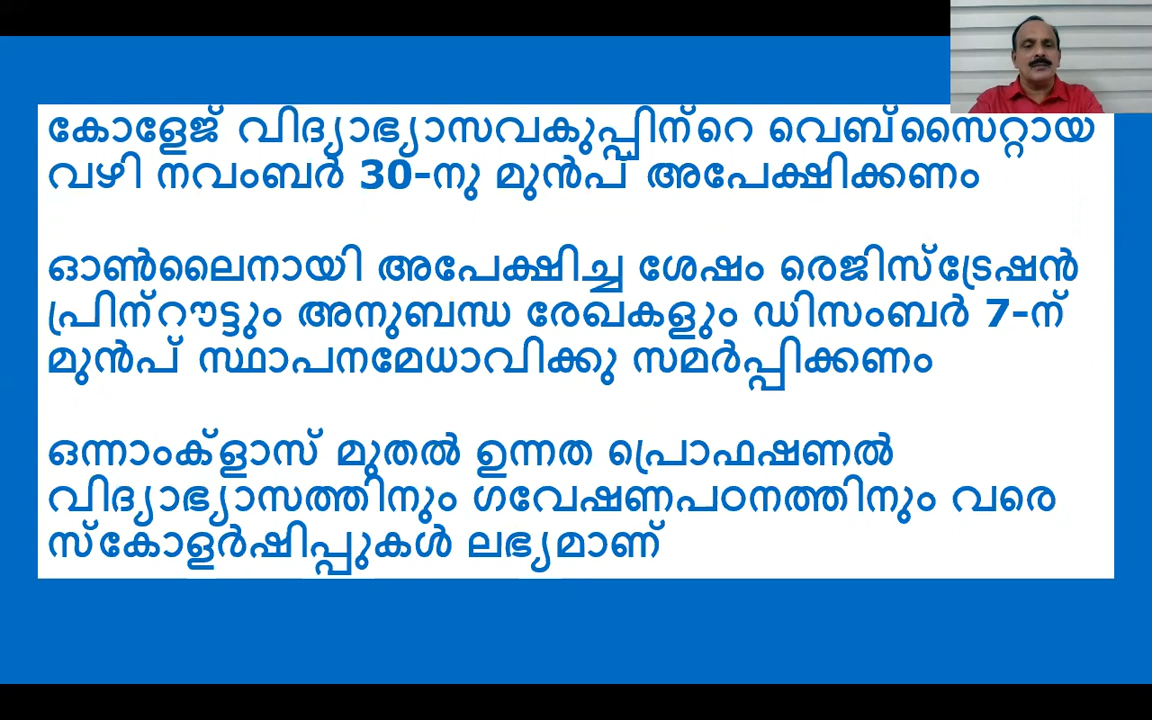 കോളേജ് വിദ്യാഭ്യാസവകുപ്പിന്റെ വെബ്സൈറ്റായ
വഴി നവംബർ 30-നു മുൻപ് അപേക്ഷിക്കണം
ഓൺലൈനായി അപേക്ഷിച്ച ശേഷം രെജിസ്ട്രേഷൻ
പ്രിന്റൗട്ടും അനുബന്ധ രേഖകളും ഡിസംബർ 7-ന്
മുൻപ് സ്ഥാപനമേധാവിക്കു സമർപ്പിക്കണം
ഒന്നാംക്ളാസ് മുതൽ ഉന്നത പ്രൊഫഷണൽ
വിദ്യാഭ്യാസത്തിനും ഗവേഷണപഠനത്തിനും വരെ
സ്കോളർഷിപ്പുകൾ ലഭ്യമാണ്